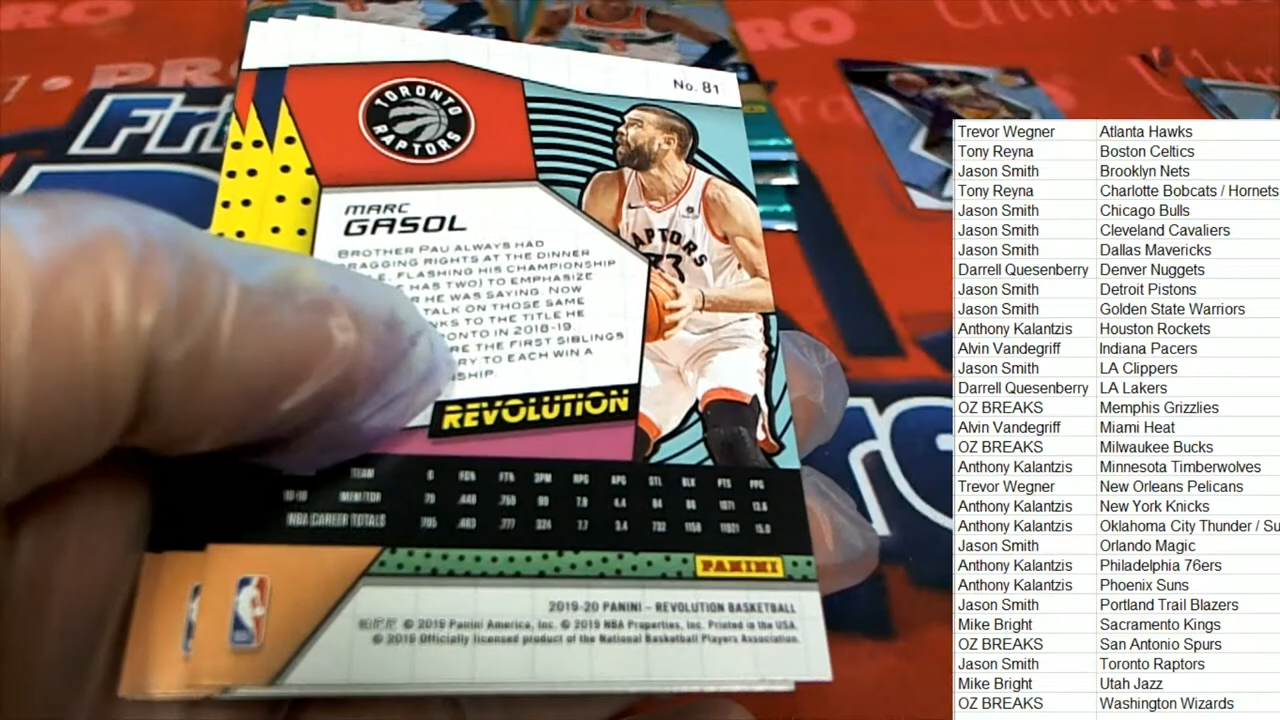 No. 81
TORONTO
RAPTORS
MARC
GASOL
BROTHER PAU ALWAYS HAD
BRAGGING RIGHTS AT THE DINNER
FLASHING HIS CHAMPIONSHIP
HAS TWO) TO EMPHASIZE
HE WAS SAYING. NOW
TALK ON THOSE SAME
TO THE TITLE HE
IN 2018-19.
THE FIRST SIBLINGS
TO EACH WIN A
REVOLUTION
TEAM G FG% FT% 3PM RPG APG STL BLK PTS PPG
NBA CAREER TOTALS
PANINI
2019-20 PANINI – REVOLUTION BASKETBALL
© 2019 Panini America, Inc. © 2019 NBA Properties, Inc. Printed in the USA.
© 2019 Officially licensed product of the National Basketball Players Association.
Trevor Wegner Atlanta Hawks
Tony Reyna Boston Celtics
Jason Smith Brooklyn Nets
Tony Reyna Charlotte Bobcats / Hornets
Jason Smith Chicago Bulls
Jason Smith Cleveland Cavaliers
Jason Smith Dallas Mavericks
Darrell Quesenberry Denver Nuggets
Jason Smith Detroit Pistons
Jason Smith Golden State Warriors
Anthony Kalantzis Houston Rockets
Alvin Vandegriff Indiana Pacers
Jason Smith LA Clippers
Darrell Quesenberry LA Lakers
OZ BREAKS Memphis Grizzlies
Alvin Vandegriff Miami Heat
OZ BREAKS Milwaukee Bucks
Anthony Kalantzis Minnesota Timberwolves
Trevor Wegner New Orleans Pelicans
Anthony Kalantzis New York Knicks
Anthony Kalantzis Oklahoma City Thunder / Su
Jason Smith Orlando Magic
Anthony Kalantzis Philadelphia 76ers
Anthony Kalantzis Phoenix Suns
Jason Smith Portland Trail Blazers
Mike Bright Sacramento Kings
OZ BREAKS San Antonio Spurs
Jason Smith Toronto Raptors
Mike Bright Utah Jazz
OZ BREAKS Washington Wizards